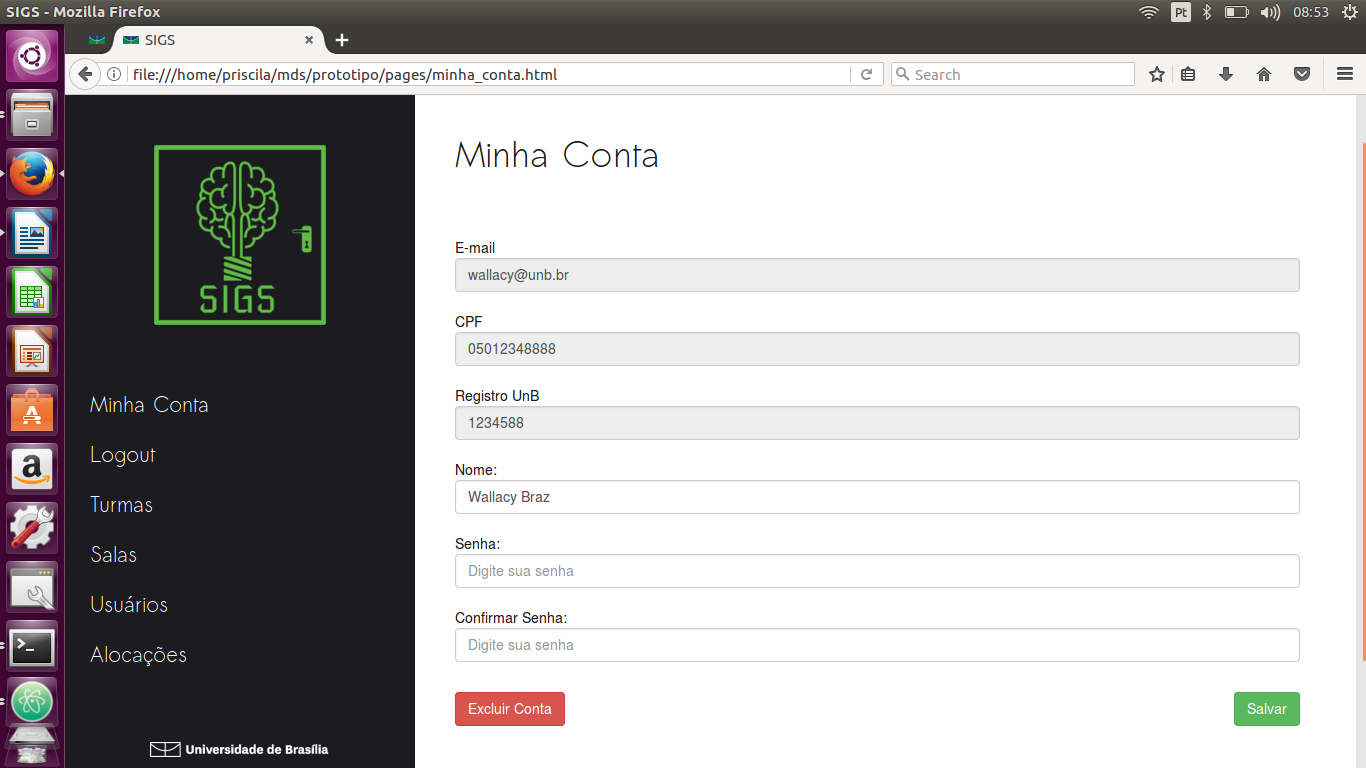 SIGS - Mozilla Firefox
Pt
08:53
SIGS
file:///home/priscila/mds/prototipo/pages/minha_conta.html
Search
SIGS
Minha Conta
Logout
Turmas
Salas
Usuários
Alocações
Universidade de Brasília
Minha Conta
E-mail
wallacy@unb.br
CPF
05012348888
Registro UnB
1234588
Nome:
Wallacy Braz
Senha:
Digite sua senha
Confirmar Senha:
Digite sua senha
Excluir Conta
Salvar